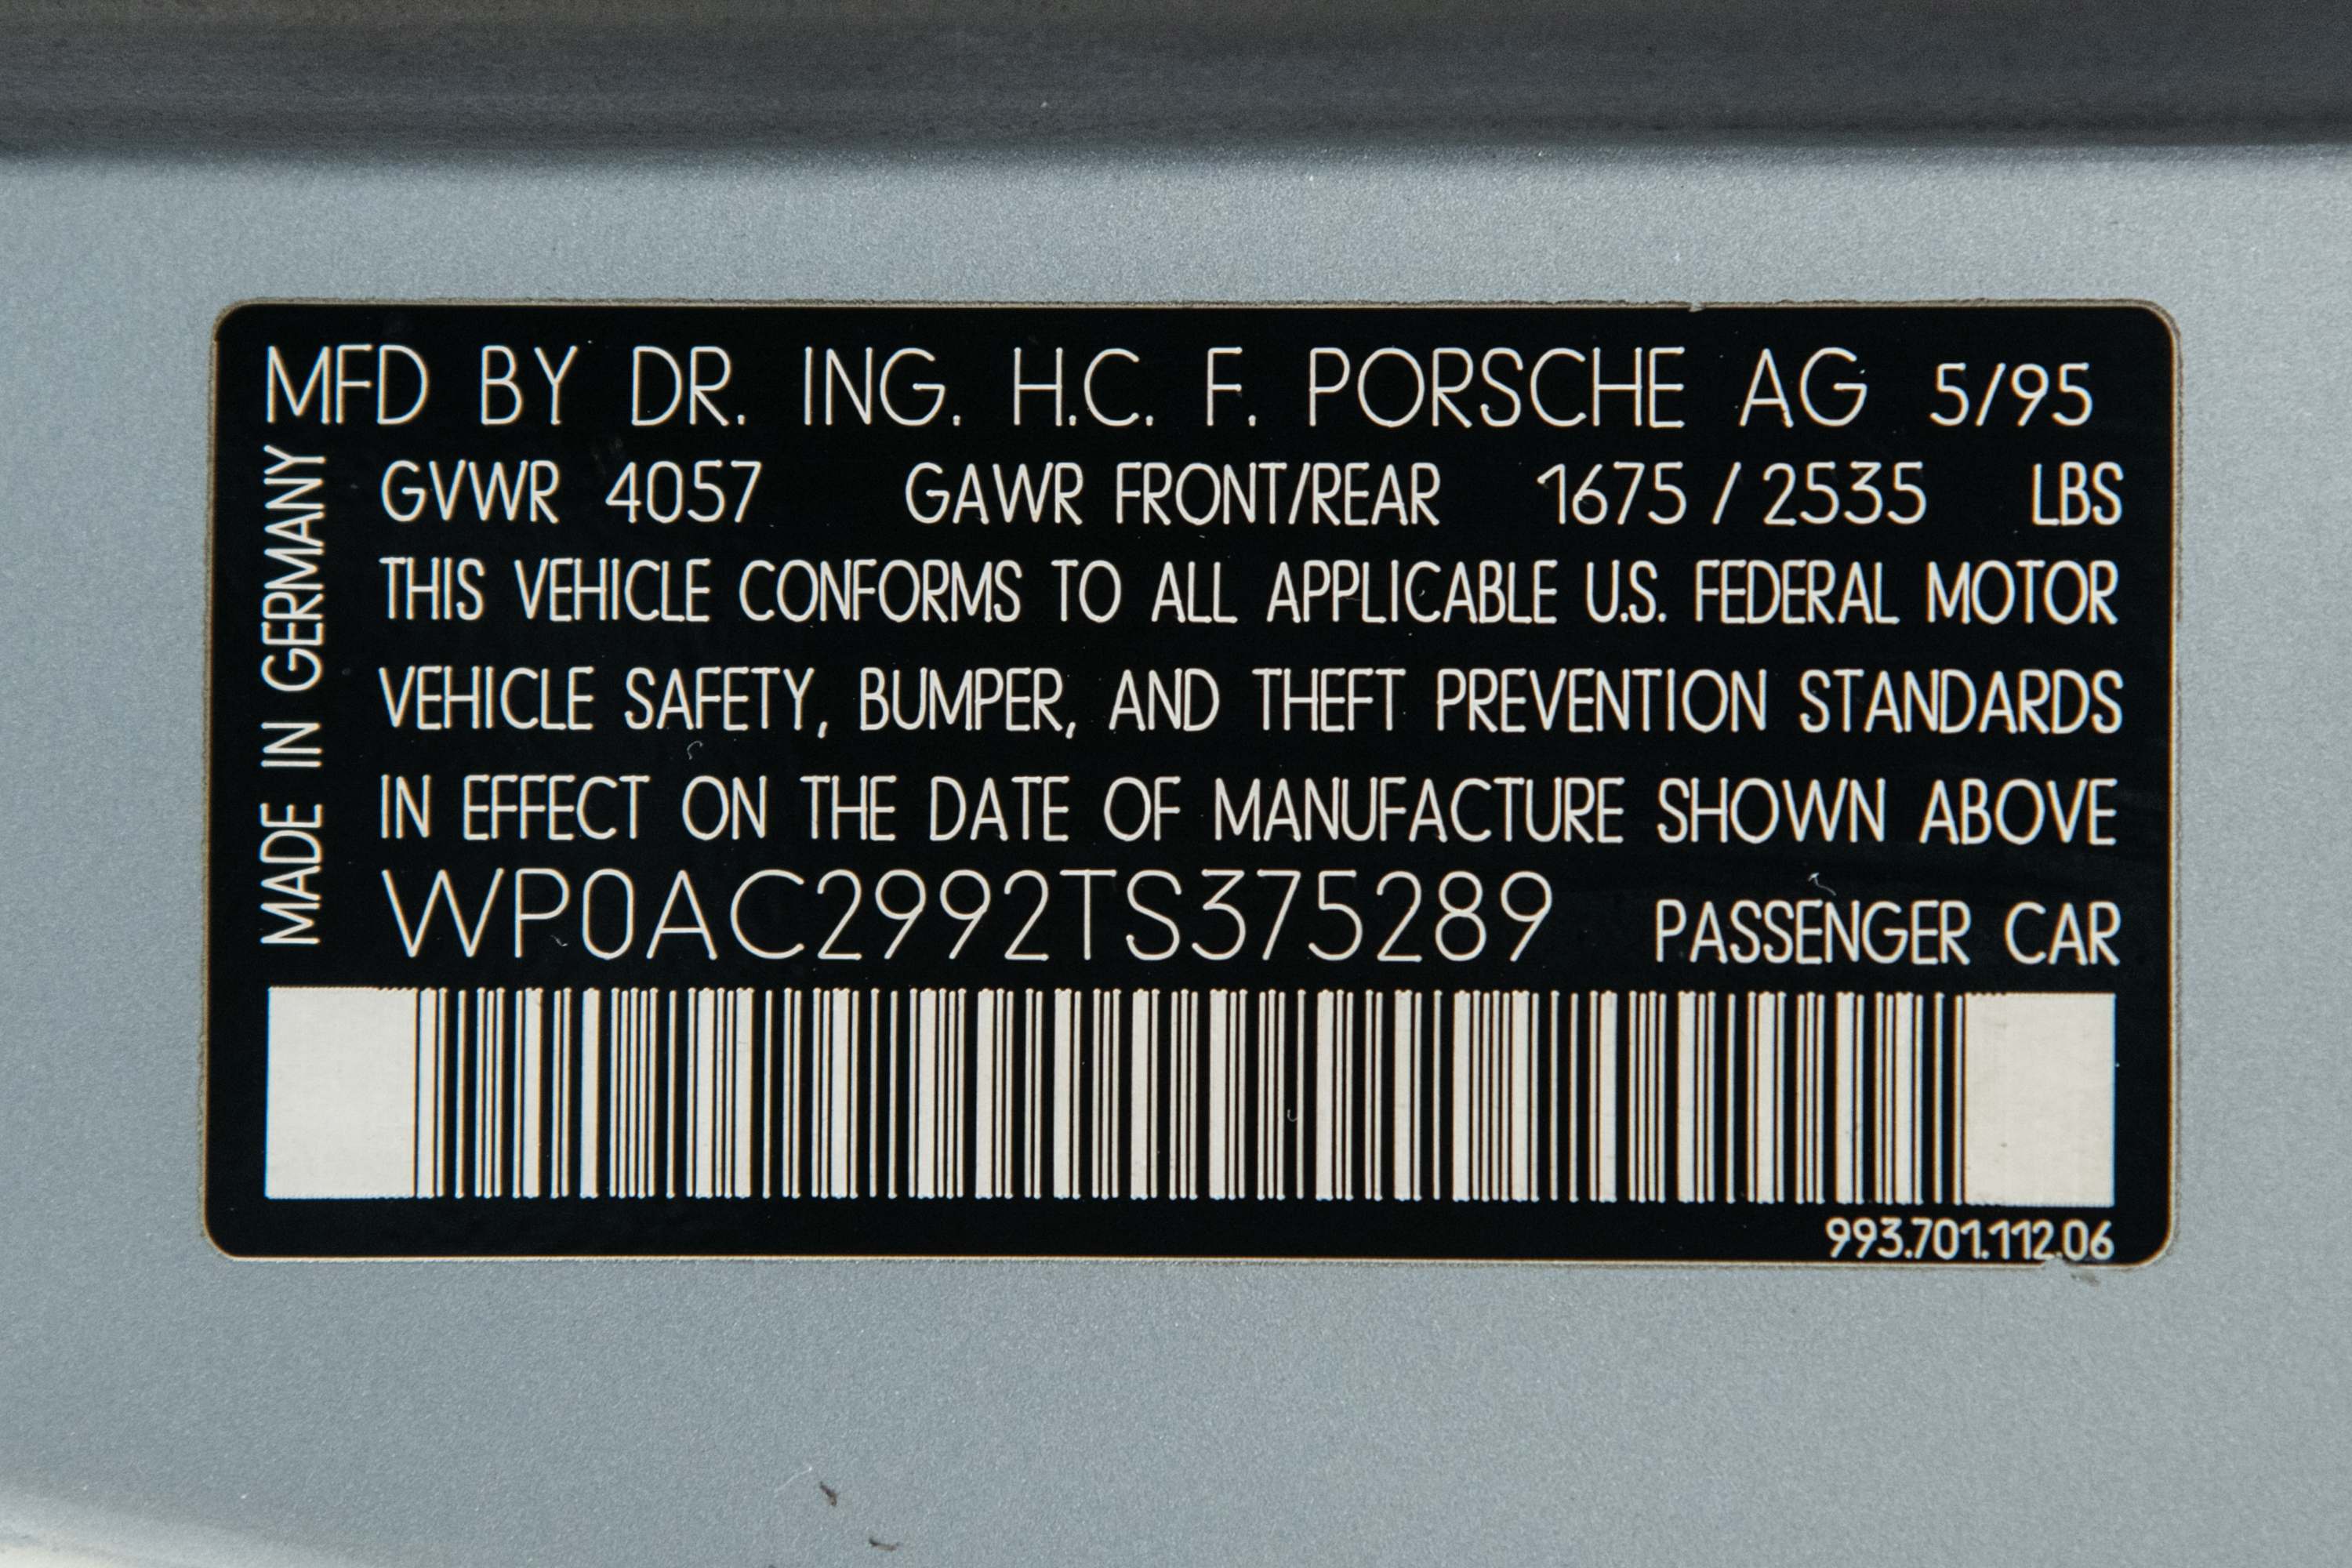 MFD BY DR. ING. H.C. F. PORSCHE AG 5/95
GVWR 4057 GAWR FRONT/REAR 1675 / 2535 LBS
THIS VEHICLE CONFORMS TO ALL APPLICABLE U.S. FEDERAL MOTOR
VEHICLE SAFETY, BUMPER, AND THEFT PREVENTION STANDARDS
IN EFFECT ON THE DATE OF MANUFACTURE SHOWN ABOVE
WP0AC2992TS375289 PASSENGER CAR
MADE IN GERMANY
993.701.112.06